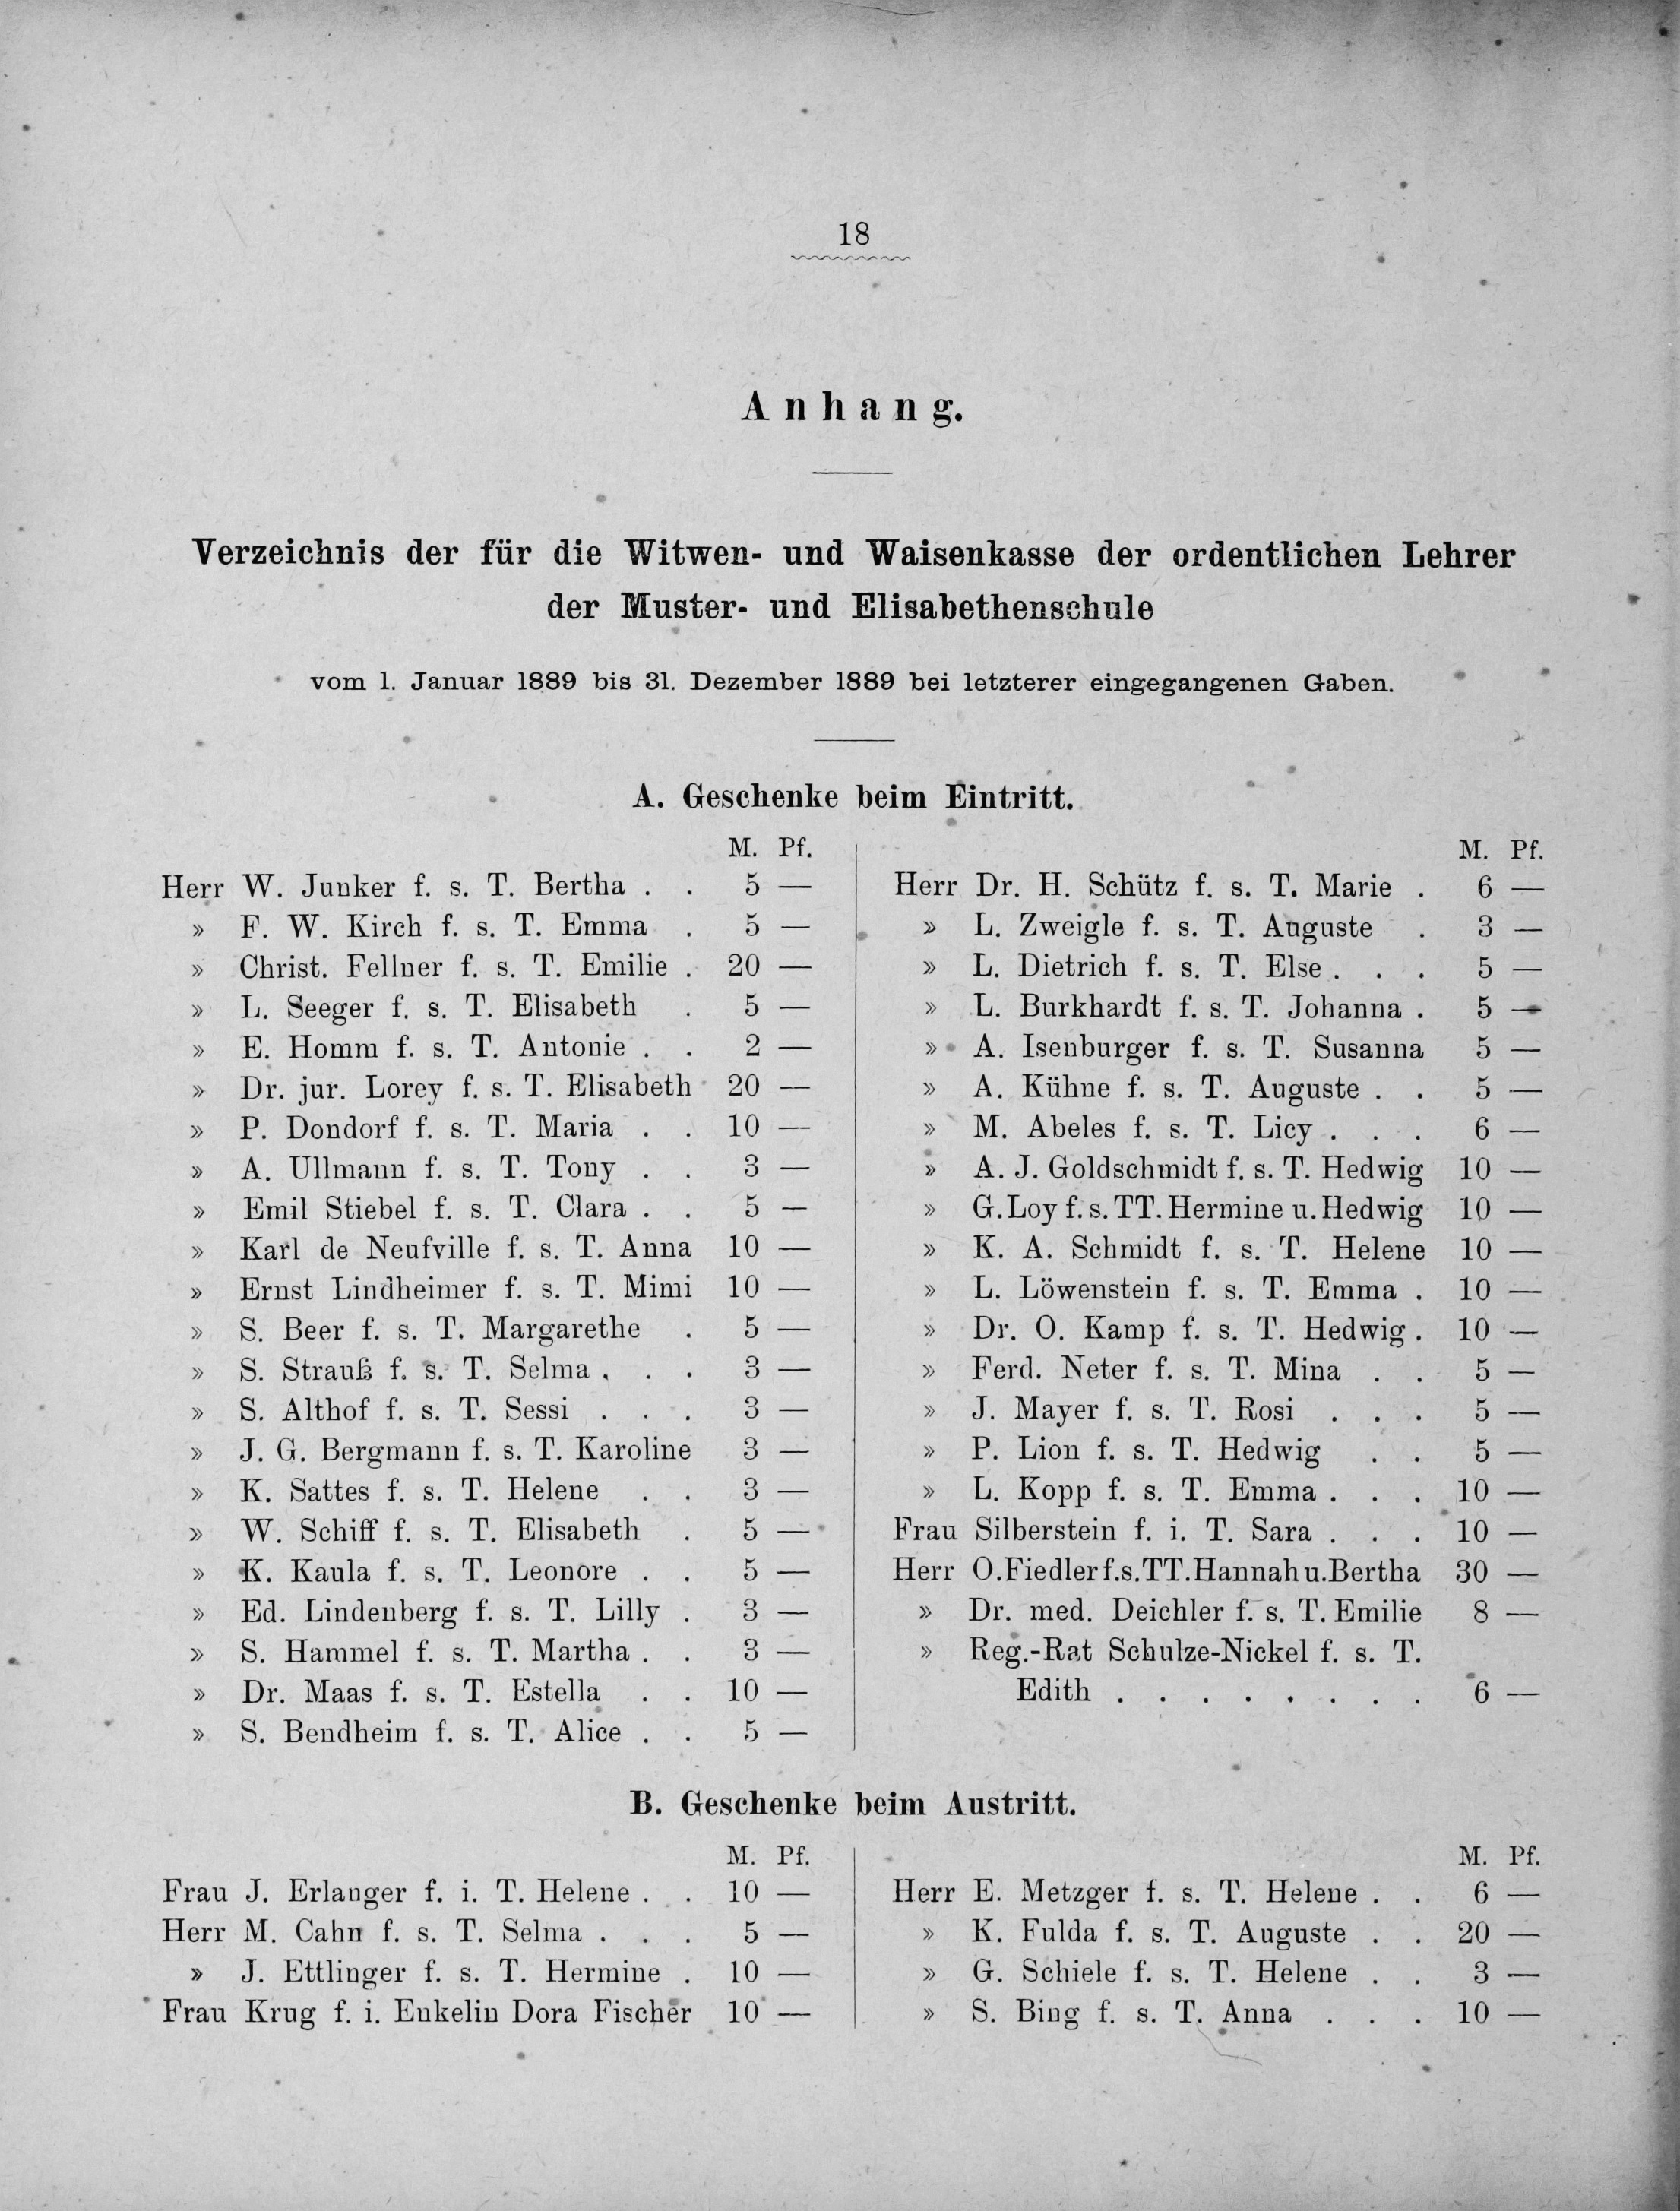 18
Anhang.
Verzeichnis der für die Witwen- und Waisenkasse der ordentlichen Lehrer
der Muster- und Elisabethenschule
vom 1. Januar 1889 bis 31. Dezember 1889 bei letzterer eingegangenen Gaben.
A. Geschenke beim Eintritt.
M. Pf.
Herr W. Junker f. s. T. Bertha . . 5 —
» F. W. Kirch f. s. T. Emma . 5 —
» Christ. Fellner f. s. T. Emilie . 20 —
» L. Seeger f. s. T. Elisabeth . 5 —
» E. Homm f. s. T. Antonie . . 2 —
» Dr. jur. Lorey f. s. T. Elisabeth 20 —
» P. Dondorf f. s. T. Maria . . 10 —
» A. Ullmann f. s. T. Tony . . 3 —
» Emil Stiebel f. s. T. Clara . . 5 —
» Karl de Neufville f. s. T. Anna 10 —
» Ernst Lindheimer f. s. T. Mimi 10 —
» S. Beer f. s. T. Margarethe . 5 —
» S. Strauß f. s. T. Selma . . . 3 —
» S. Althof f. s. T. Sessi . . . 3 —
» J. G. Bergmann f. s. T. Karoline 3 —
» K. Sattes f. s. T. Helene . . 3 —
» W. Schiff f. s. T. Elisabeth . 5 —
» K. Kaula f. s. T. Leonore . . 5 —
» Ed. Lindenberg f. s. T. Lilly . 3 —
» S. Hammel f. s. T. Martha . . 3 —
» Dr. Maas f. s. T. Estella . . 10 —
» S. Bendheim f. s. T. Alice . . 5 —
M. Pf.
Herr Dr. H. Schütz f. s. T. Marie . 6 —
» L. Zweigle f. s. T. Auguste . 3 —
» L. Dietrich f. s. T. Else . . . 5 —
» L. Burkhardt f. s. T. Johanna . 5 —
» A. Isenburger f. s. T. Susanna 5 —
» A. Kühne f. s. T. Auguste . . 5 —
» M. Abeles f. s. T. Licy . . . 6 —
» A. J. Goldschmidt f. s. T. Hedwig 10 —
» G. Loy f. s. TT. Hermine u. Hedwig 10 —
» K. A. Schmidt f. s. T. Helene 10 —
» L. Löwenstein f. s. T. Emma . 10 —
» Dr. O. Kamp f. s. T. Hedwig . 10 —
» Ferd. Neter f. s. T. Mina . . 5 —
» J. Mayer f. s. T. Rosi . . . 5 —
» P. Lion f. s. T. Hedwig . . 5 —
» L. Kopp f. s. T. Emma . . . 10 —
Frau Silberstein f. i. T. Sara . . . 10 —
Herr O. Fiedler f. s. TT. Hannah u. Bertha 30 —
» Dr. med. Deichler f. s. T. Emilie 8 —
» Reg.-Rat Schulze-Nickel f. s. T.
Edith . . . . . . . . 6 —
B. Geschenke beim Austritt.
M. Pf.
Frau J. Erlanger f. i. T. Helene . . 10 —
Herr M. Cahn f. s. T. Selma . . . 5 —
» J. Ettlinger f. s. T. Hermine . 10 —
Frau Krug f. i. Enkelin Dora Fischer 10 —
M. Pf.
Herr E. Metzger f. s. T. Helene . . 6 —
» K. Fulda f. s. T. Auguste . . 20 —
» G. Schiele f. s. T. Helene . . 3 —
» S. Bing f. s. T. Anna . . . 10 —